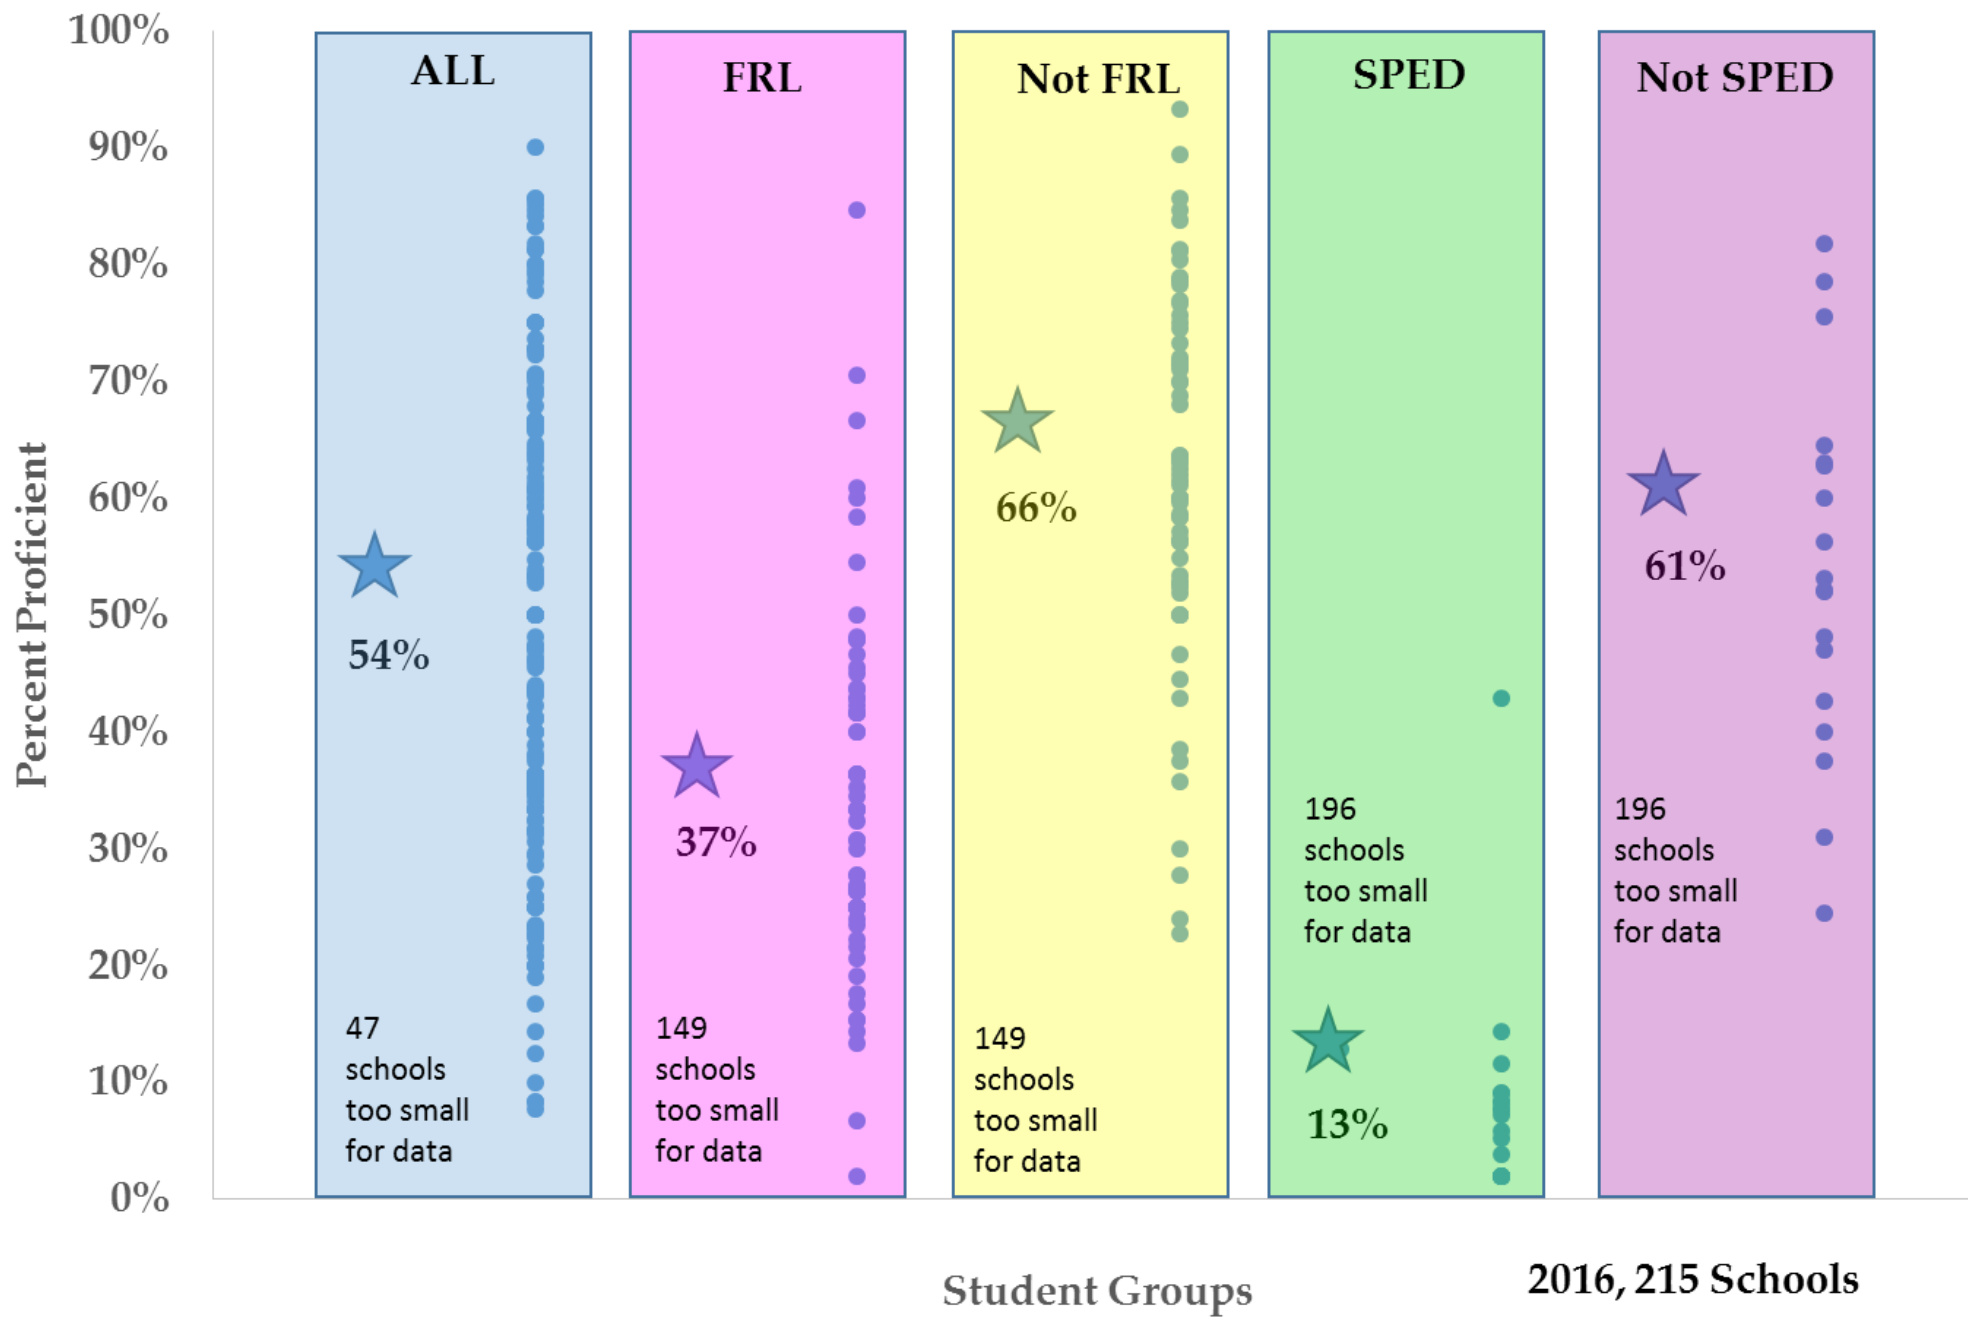 Percent Proficient
100%
90%
80%
70%
60%
50%
40%
30%
20%
10%
0%
ALL
54%
47
schools
too small
for data
FRL
37%
149
schools
too small
for data
Not FRL
66%
149
schools
too small
for data
SPED
196
schools
too small
for data
13%
Not SPED
61%
196
schools
too small
for data
Student Groups
2016, 215 Schools